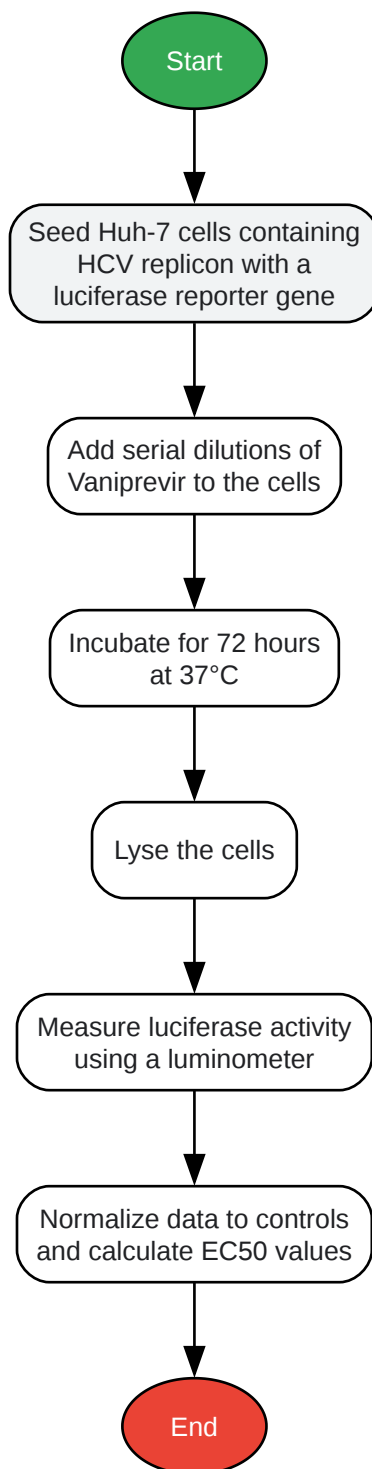 Start
Seed Huh-7 cells containing
HCV replicon with a
luciferase reporter gene
Add serial dilutions of
Vaniprevir to the cells
Incubate for 72 hours
at 37°C
Lyse the cells
Measure luciferase activity
using a luminometer
Normalize data to controls
and calculate EC50 values
End